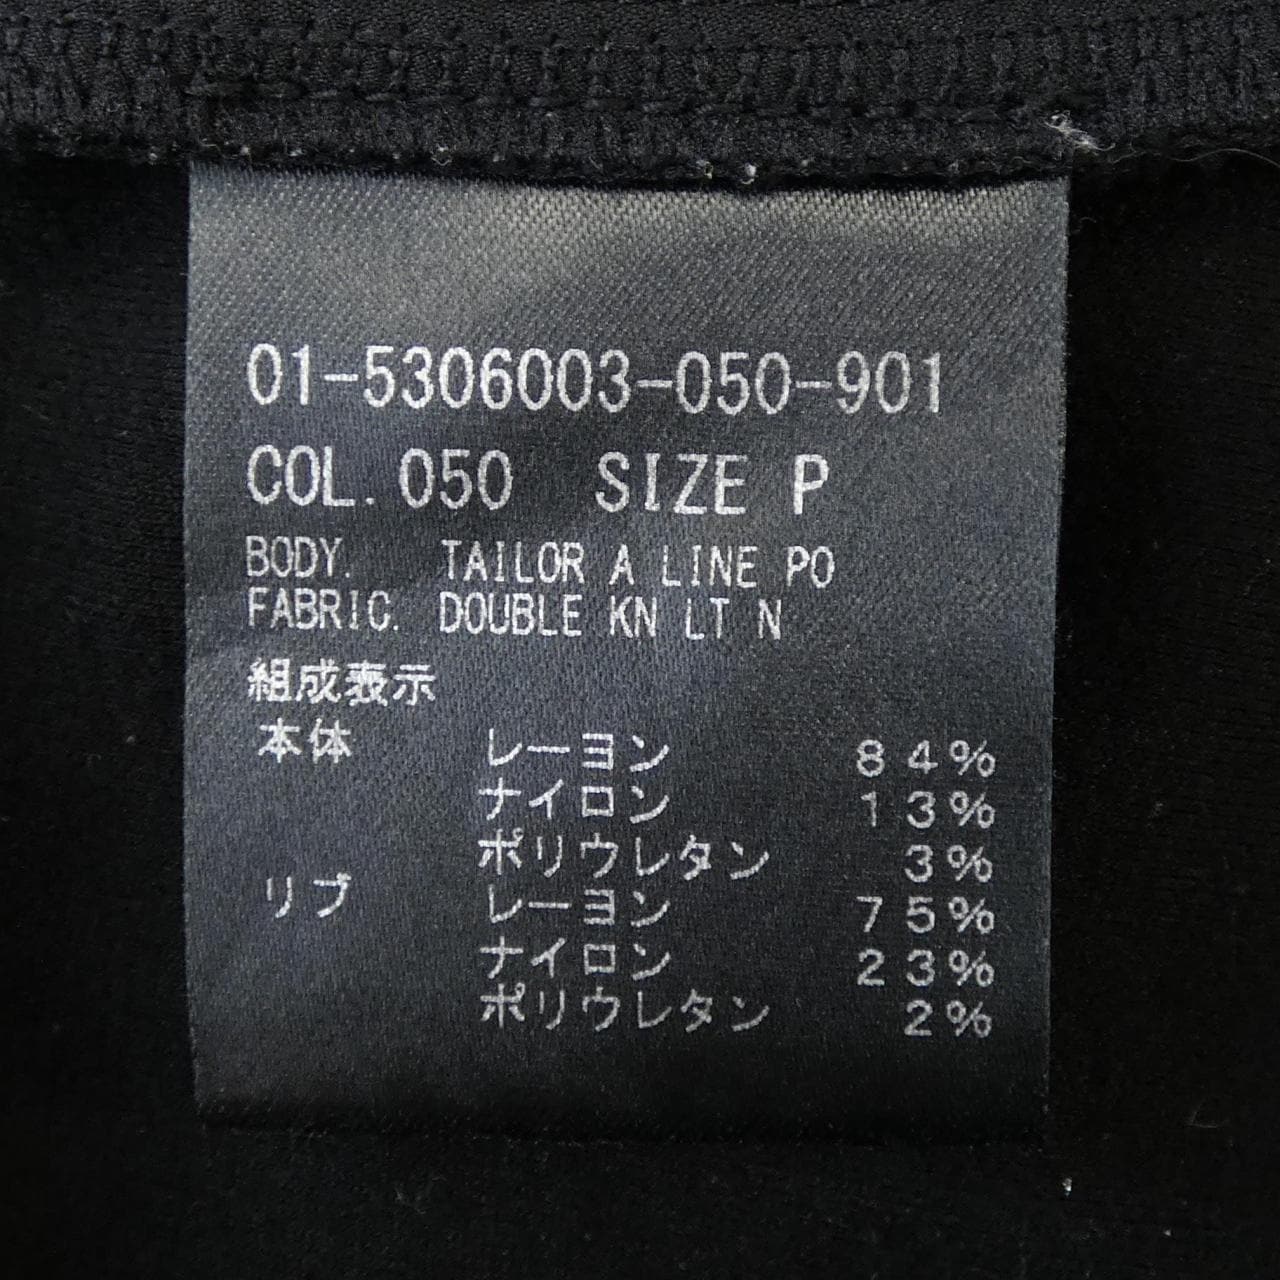 01-5306003-050-901
COL. 050 SIZE P
BODY. TAILOR A LINE PO
FABRIC. DOUBLE KN LT N
組成表示
本体 レーヨン 84%
ナイロン 13%
ポリウレタン 3%
リブ レーヨン 75%
ナイロン 23%
ポリウレタン 2%